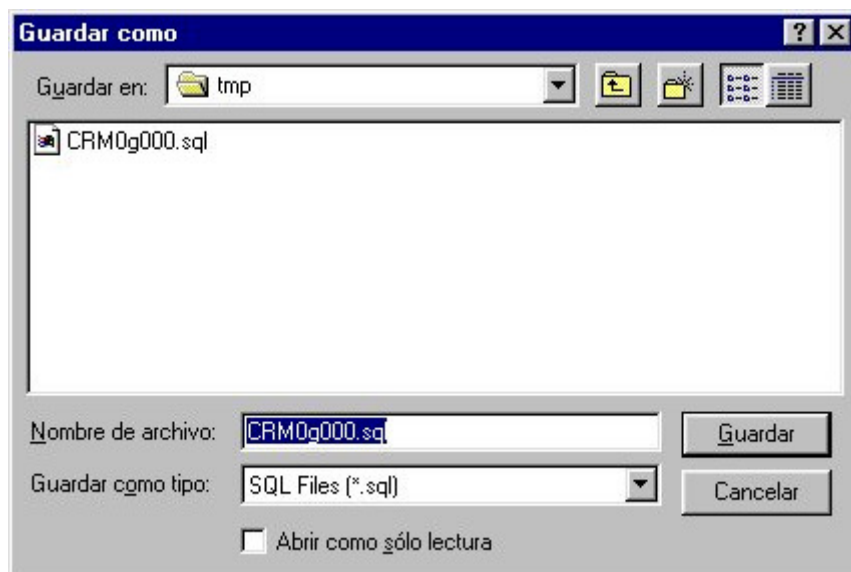 Guardar como
Guardar en: tmp
CRM0g000.sql
Nombre de archivo: CRM0g000.sql Guardar
Guardar como tipo: SQL Files (*.sql) Cancelar
Abrir como sólo lectura